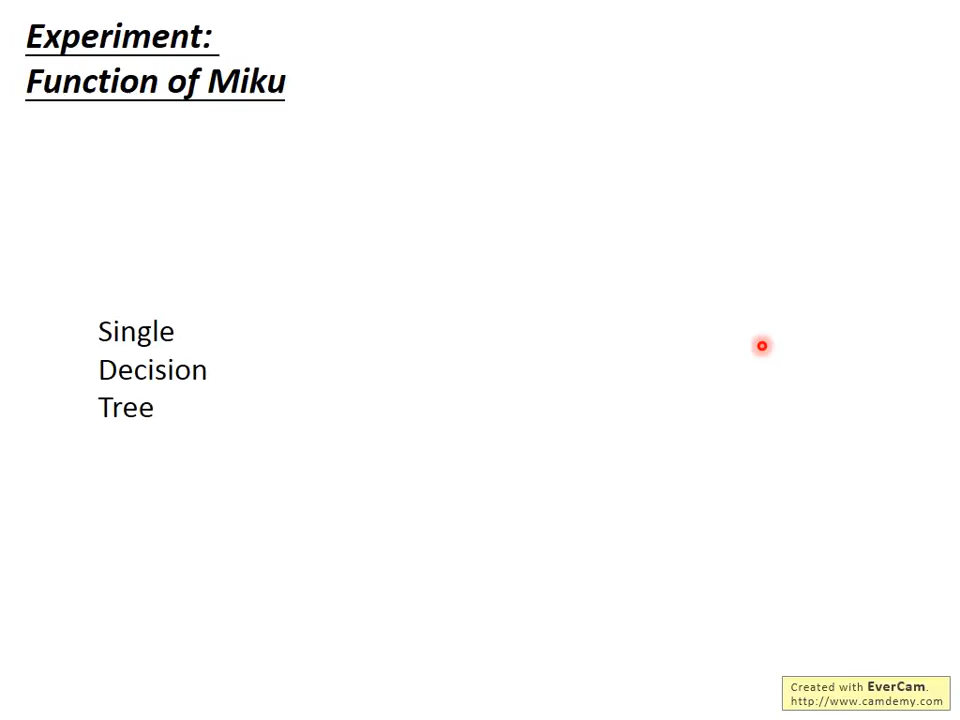 Experiment:
Function of Miku
Single
Decision
Tree
Created with EverCam.
http://www.camdemy.com